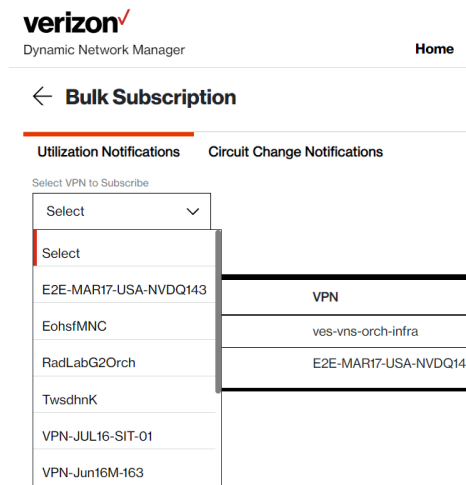 verizon✓
Dynamic Network Manager
Home
← Bulk Subscription
Utilization Notifications Circuit Change Notifications
Select VPN to Subscribe
Select
Select
E2E-MAR17-USA-NVDQ143
VPN
EohsfMNC
ves-vns-orch-infra
RadLabG2Orch
E2E-MAR17-USA-NVDQ14
TwsdhnK
VPN-JUL16-SIT-01
VPN-Jun16M-163